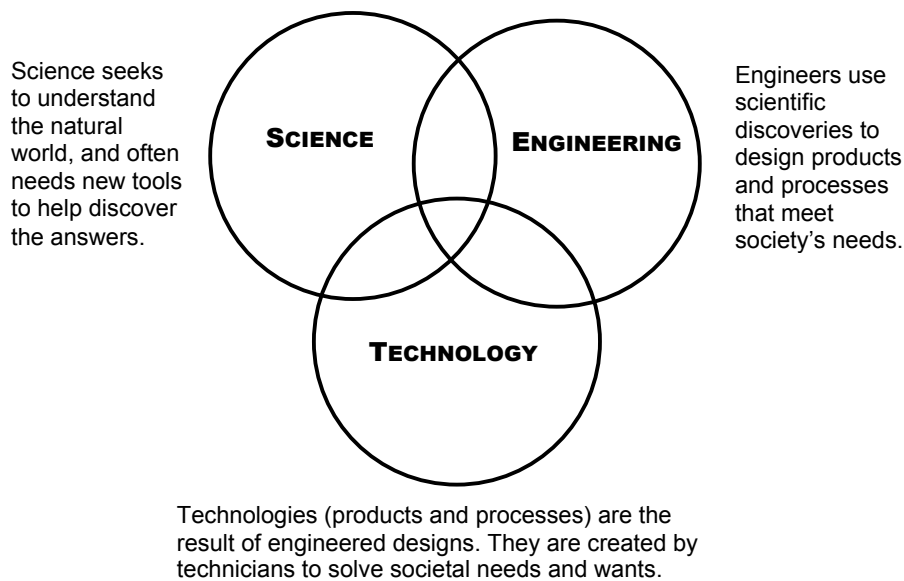 Science seeks
to understand
the natural
world, and often
needs new tools
to help discover
the answers.
SCIENCE
ENGINEERING
Engineers use
scientific
discoveries to
design products
and processes
that meet
society’s needs.
TECHNOLOGY
Technologies (products and processes) are the
result of engineered designs. They are created by
technicians to solve societal needs and wants.